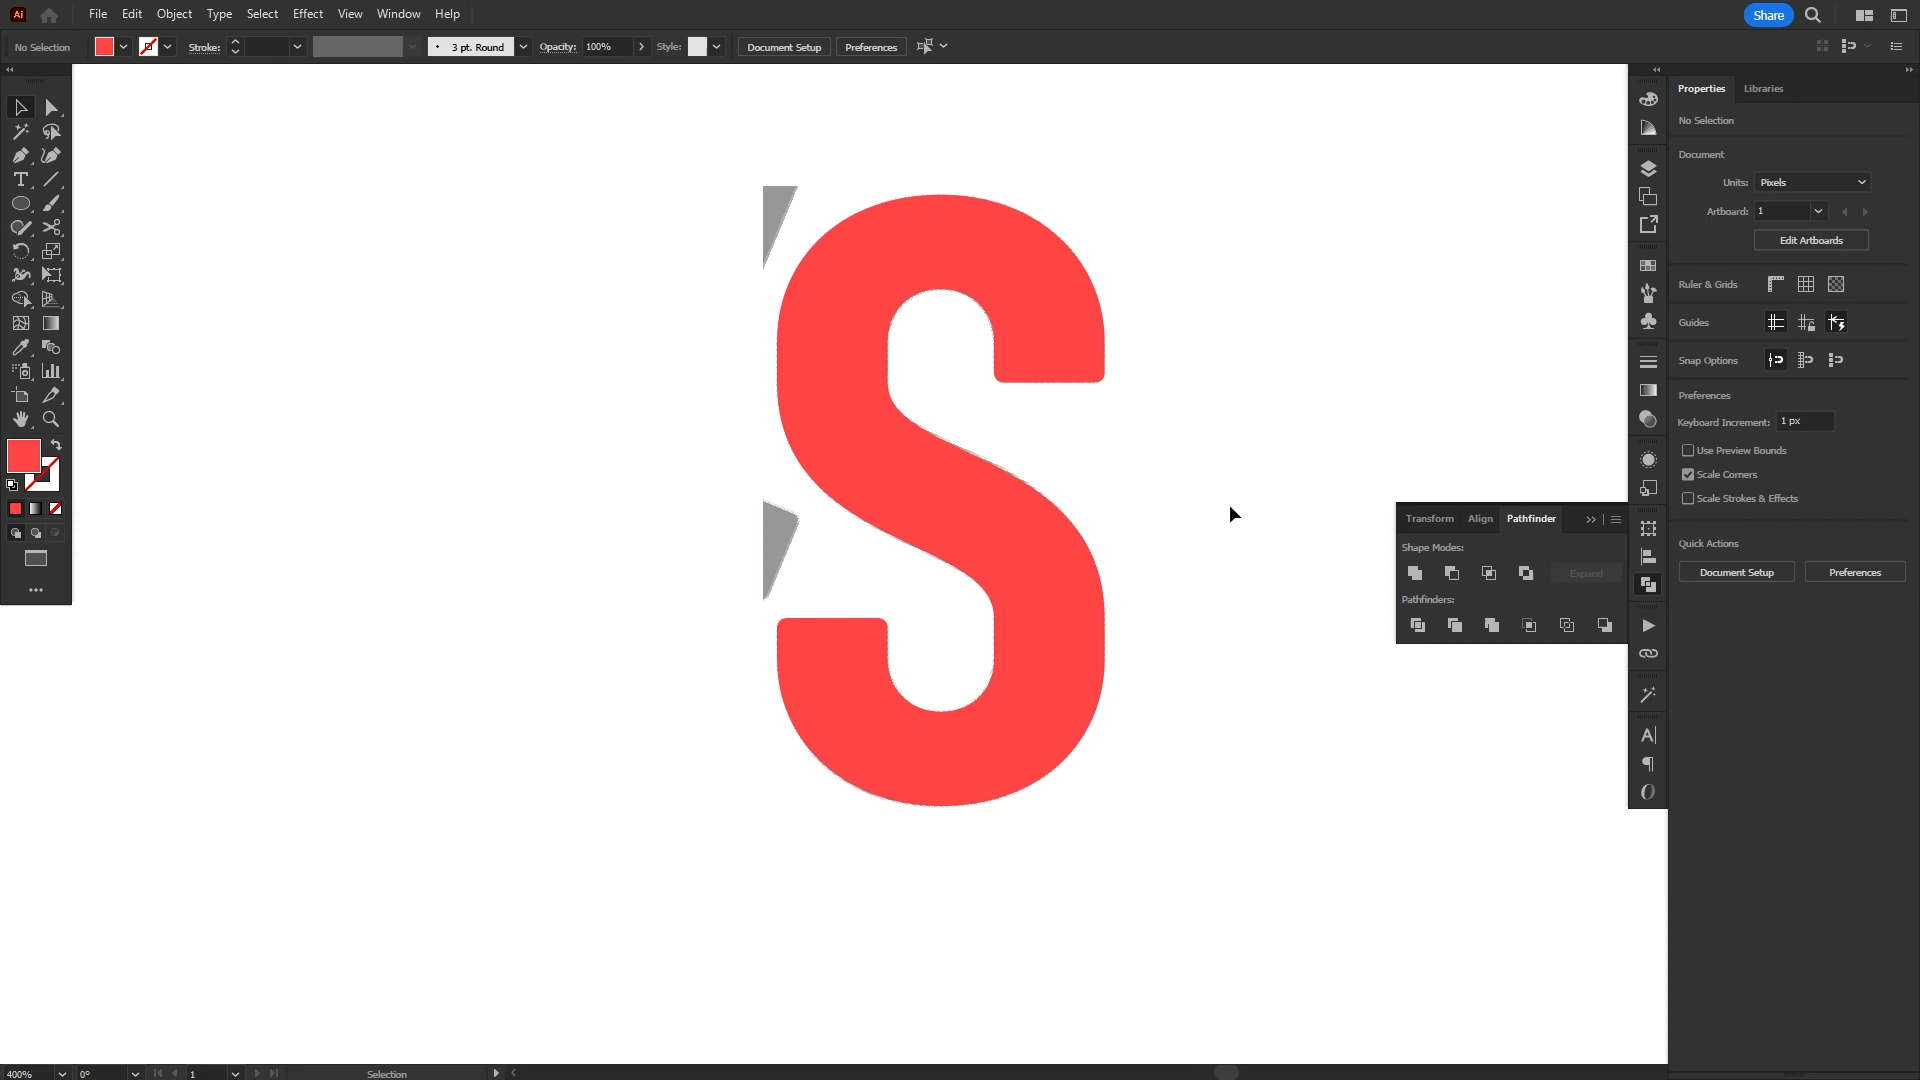 Ai File Edit Object Type Select Effect View Window Help Share
No Selection Stroke: 3 pt. Round Opacity: 100% Style: Document Setup Preferences
Properties Libraries
No Selection
Document
Units: Pixels
Artboard: 1
Edit Artboards
Ruler & Grids
Guides
Snap Options
Preferences
Keyboard Increment: 1 px
Use Preview Bounds
Scale Corners
Scale Strokes & Effects
Quick Actions
Document Setup Preferences
S
Transform Align Pathfinder
Shape Modes:
Expand
Pathfinders:
400% 0° 1 Selection